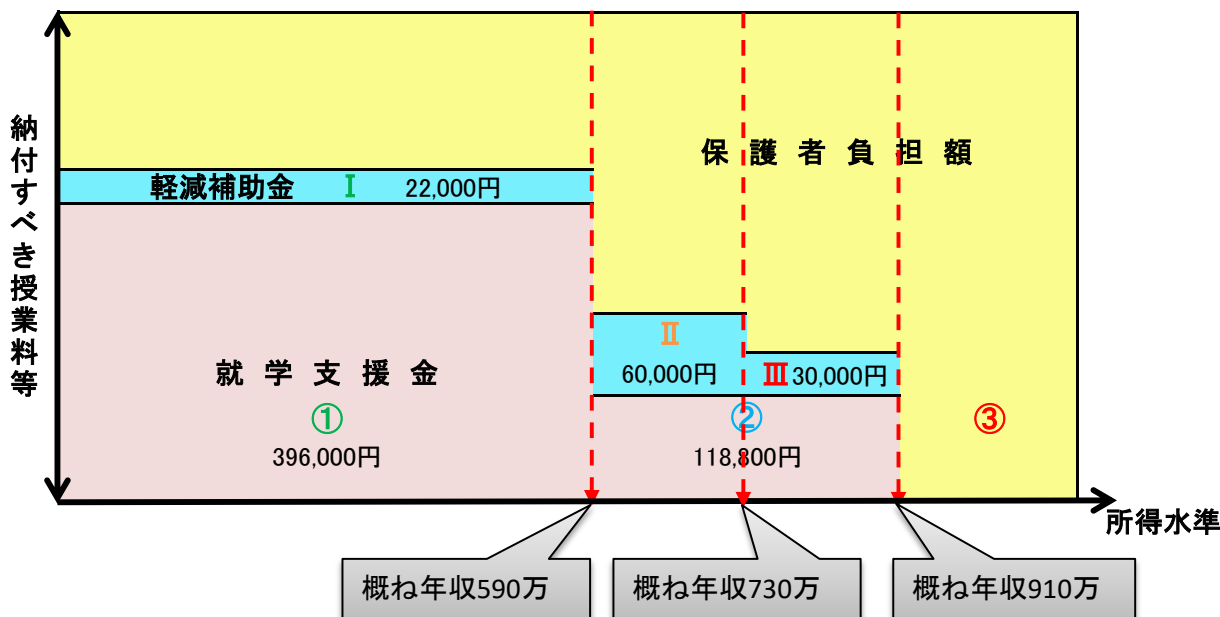 納付すべき授業料等
保護者負担額
軽減補助金 Ⅰ 22,000円
Ⅱ
60,000円
Ⅲ 30,000円
就学支援金
①
396,000円
②
118,800円
③
所得水準
概ね年収590万
概ね年収730万
概ね年収910万